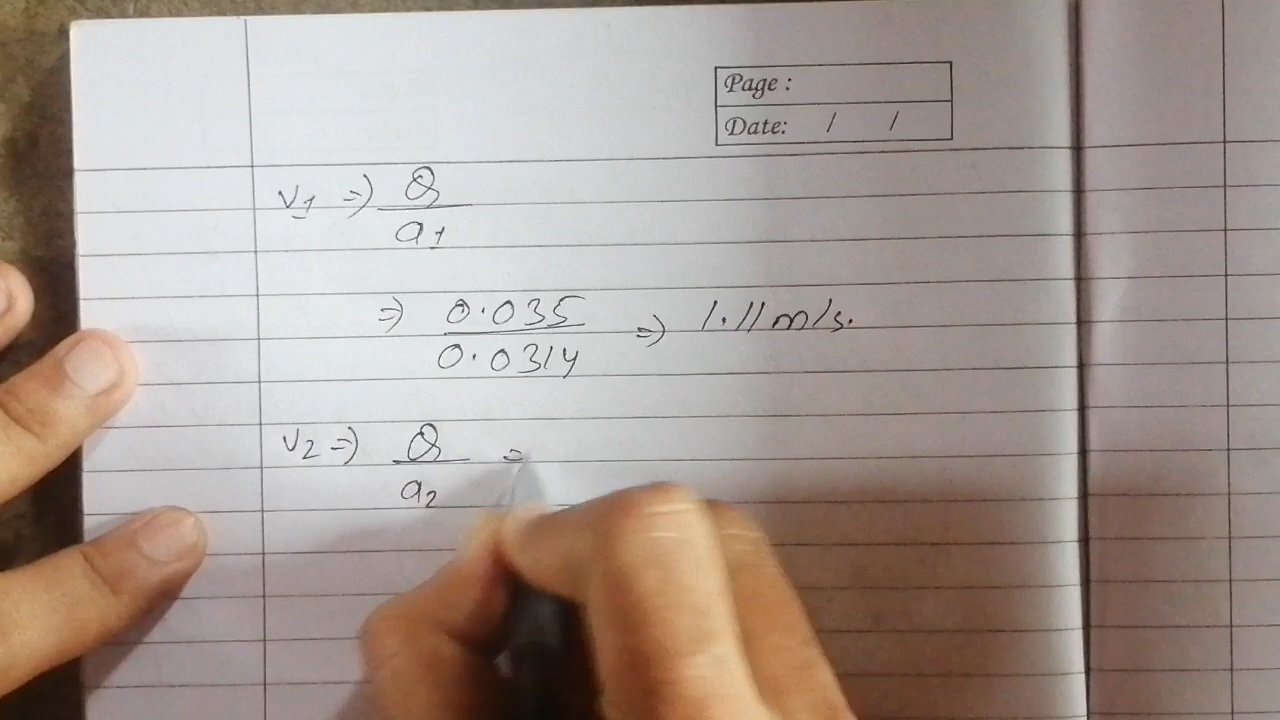 Page :
Date: / /
V1 => Q
a1
=> 0.035 => 1.11 m/s.
0.0314
V2 => Q =
a2